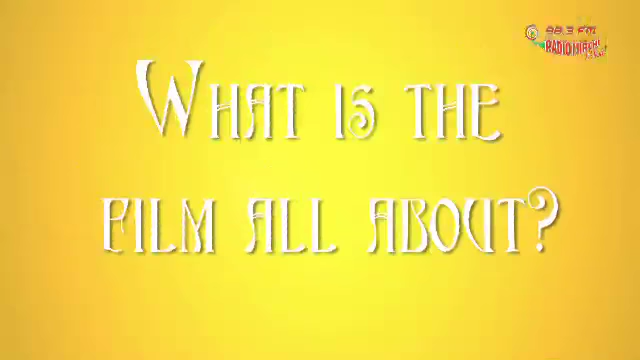 98.3 FM
RADIO MIRCHI
WHAT IS THE
FILM ALL ABOUT?